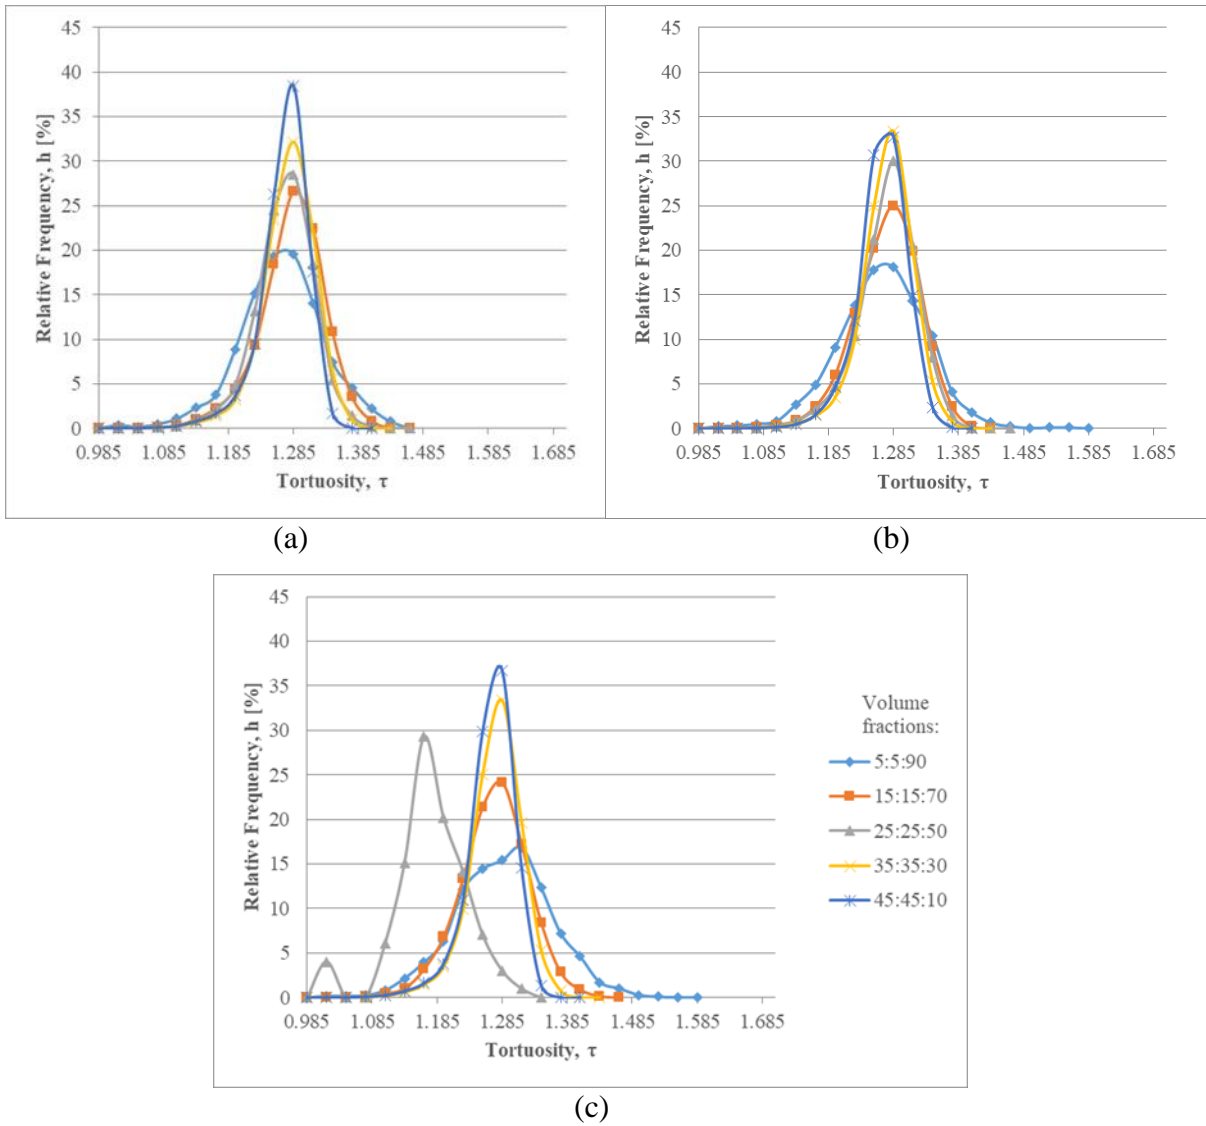 45
40
35
30
25
20
15
10
5
0
Relative Frequency, h [%]
0.985 1.085 1.185 1.285 1.385 1.485 1.585 1.685
Tortuosity, τ
(a)
45
40
35
30
25
20
15
10
5
0
Relative Frequency, h [%]
0.985 1.085 1.185 1.285 1.385 1.485 1.585 1.685
Tortuosity, τ
(b)
45
40
35
30
25
20
15
10
5
0
Relative Frequency, h [%]
0.985 1.085 1.185 1.285 1.385 1.485 1.585 1.685
Tortuosity, τ
Volume
fractions:
5:5:90
15:15:70
25:25:50
35:35:30
45:45:10
(c)